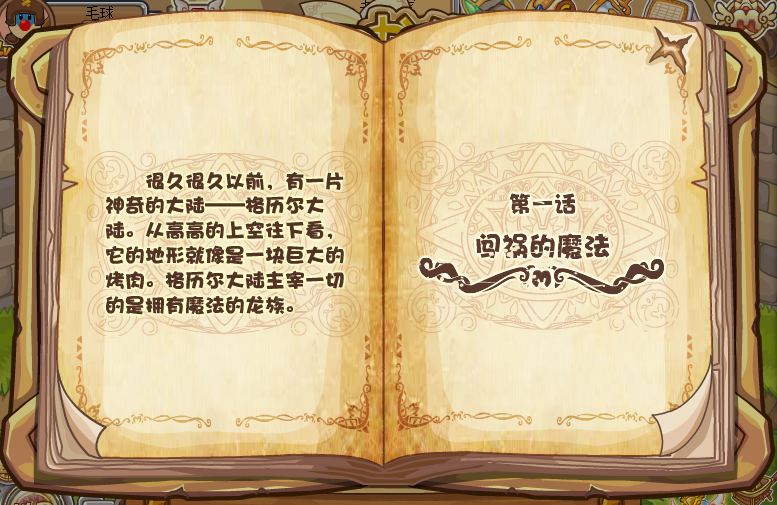 毛球
很久很久以前，有一片
神奇的大陆——格历尔大
陆。从高高的上空往下看，
它的地形就像是一块巨大的
烤肉。格历尔大陆主宰一切
的是拥有魔法的龙族。
第一话
闯祸的魔法